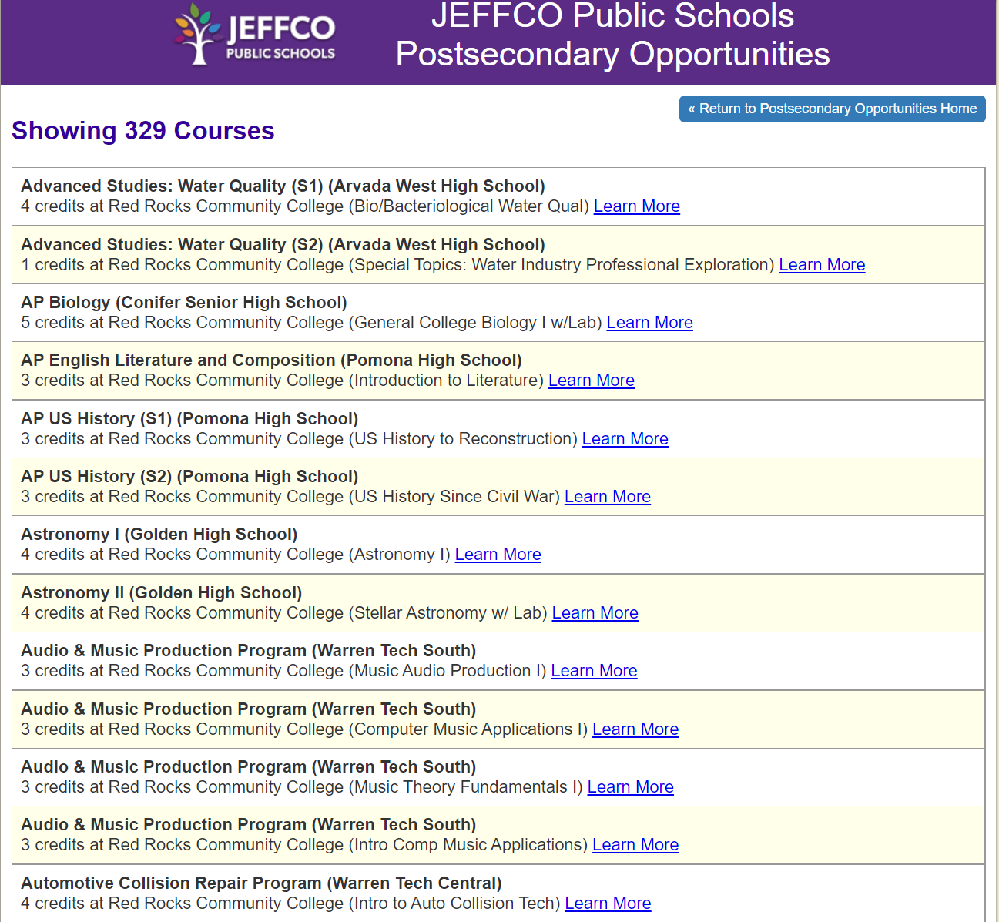 JEFFCO
PUBLIC SCHOOLS
JEFFCO Public Schools
Postsecondary Opportunities
« Return to Postsecondary Opportunities Home
Showing 329 Courses
Advanced Studies: Water Quality (S1) (Arvada West High School)
4 credits at Red Rocks Community College (Bio/Bacteriological Water Qual) Learn More
Advanced Studies: Water Quality (S2) (Arvada West High School)
1 credits at Red Rocks Community College (Special Topics: Water Industry Professional Exploration) Learn More
AP Biology (Conifer Senior High School)
5 credits at Red Rocks Community College (General College Biology I w/Lab) Learn More
AP English Literature and Composition (Pomona High School)
3 credits at Red Rocks Community College (Introduction to Literature) Learn More
AP US History (S1) (Pomona High School)
3 credits at Red Rocks Community College (US History to Reconstruction) Learn More
AP US History (S2) (Pomona High School)
3 credits at Red Rocks Community College (US History Since Civil War) Learn More
Astronomy I (Golden High School)
4 credits at Red Rocks Community College (Astronomy I) Learn More
Astronomy II (Golden High School)
4 credits at Red Rocks Community College (Stellar Astronomy w/ Lab) Learn More
Audio & Music Production Program (Warren Tech South)
3 credits at Red Rocks Community College (Music Audio Production I) Learn More
Audio & Music Production Program (Warren Tech South)
3 credits at Red Rocks Community College (Computer Music Applications I) Learn More
Audio & Music Production Program (Warren Tech South)
3 credits at Red Rocks Community College (Music Theory Fundamentals I) Learn More
Audio & Music Production Program (Warren Tech South)
3 credits at Red Rocks Community College (Intro Comp Music Applications) Learn More
Automotive Collision Repair Program (Warren Tech Central)
4 credits at Red Rocks Community College (Intro to Auto Collision Tech) Learn More